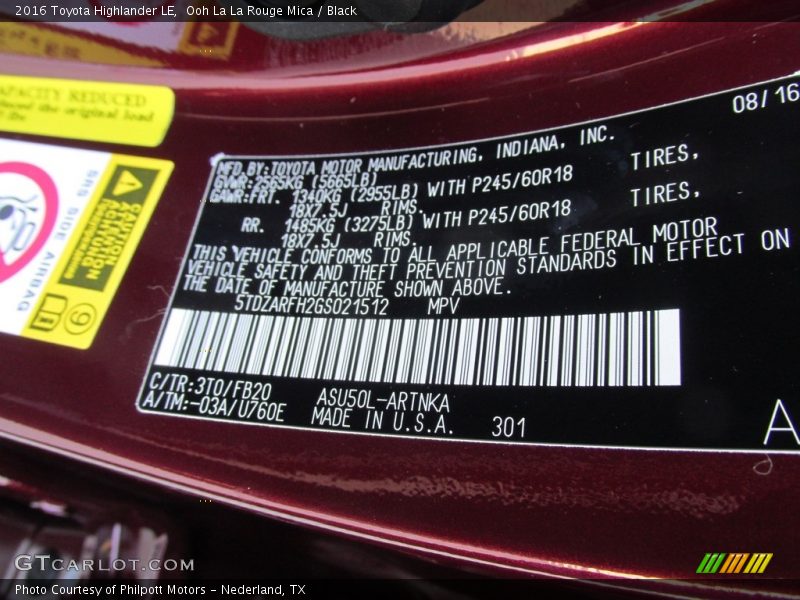 2016 Toyota Highlander LE, Ooh La La Rouge Mica / Black
CAPACITY REDUCED
the original load
SRS SIDE AIRBAG
CAUTION
08/16
MFD.BY:TOYOTA MOTOR MANUFACTURING, INDIANA, INC.
GVWR:2565KG (5665LB)
GAWR:FRT. 1340KG (2955LB) WITH P245/60R18 TIRES,
18X7.5J RIMS.
RR. 1485KG (3275LB) WITH P245/60R18 TIRES,
18X7.5J RIMS.
THIS VEHICLE CONFORMS TO ALL APPLICABLE FEDERAL MOTOR
VEHICLE SAFETY AND THEFT PREVENTION STANDARDS IN EFFECT ON
THE DATE OF MANUFACTURE SHOWN ABOVE.
5TDZARFH2GS021512 MPV
C/TR:3T0/FB20 ASU50L-ARTNKA
A/TM:-03A/U760E MADE IN U.S.A. 301
A
GTCARLOT.COM
Photo Courtesy of Philpott Motors - Nederland, TX